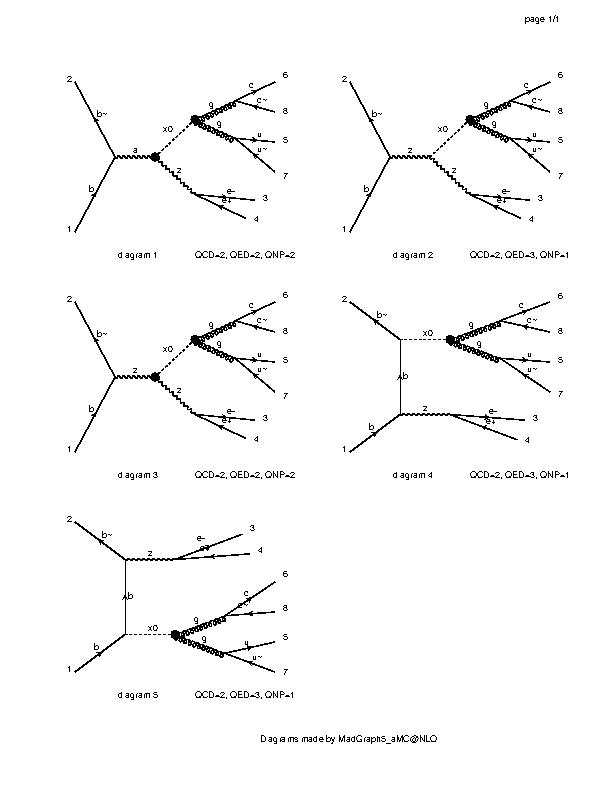 page 1/1
2 b~ b 1 a x0 z g g c c~ u u~ e- e+ 6 8 5 7 3 4
diagram 1 QCD=2, QED=2, QNP=2
2 b~ b 1 z x0 z g g c c~ u u~ e- e+ 6 8 5 7 3 4
diagram 2 QCD=2, QED=3, QNP=1
2 b~ b 1 z x0 z g g c c~ u u~ e- e+ 6 8 5 7 3 4
diagram 3 QCD=2, QED=2, QNP=2
2 b~ b b 1 x0 z g g c c~ u u~ e- e+ 6 8 5 7 3 4
diagram 4 QCD=2, QED=3, QNP=1
2 b~ b b 1 z x0 e- e+ g g c c~ u u~ 3 4 6 8 5 7
diagram 5 QCD=2, QED=3, QNP=1
Diagrams made by MadGraph5_aMC@NLO